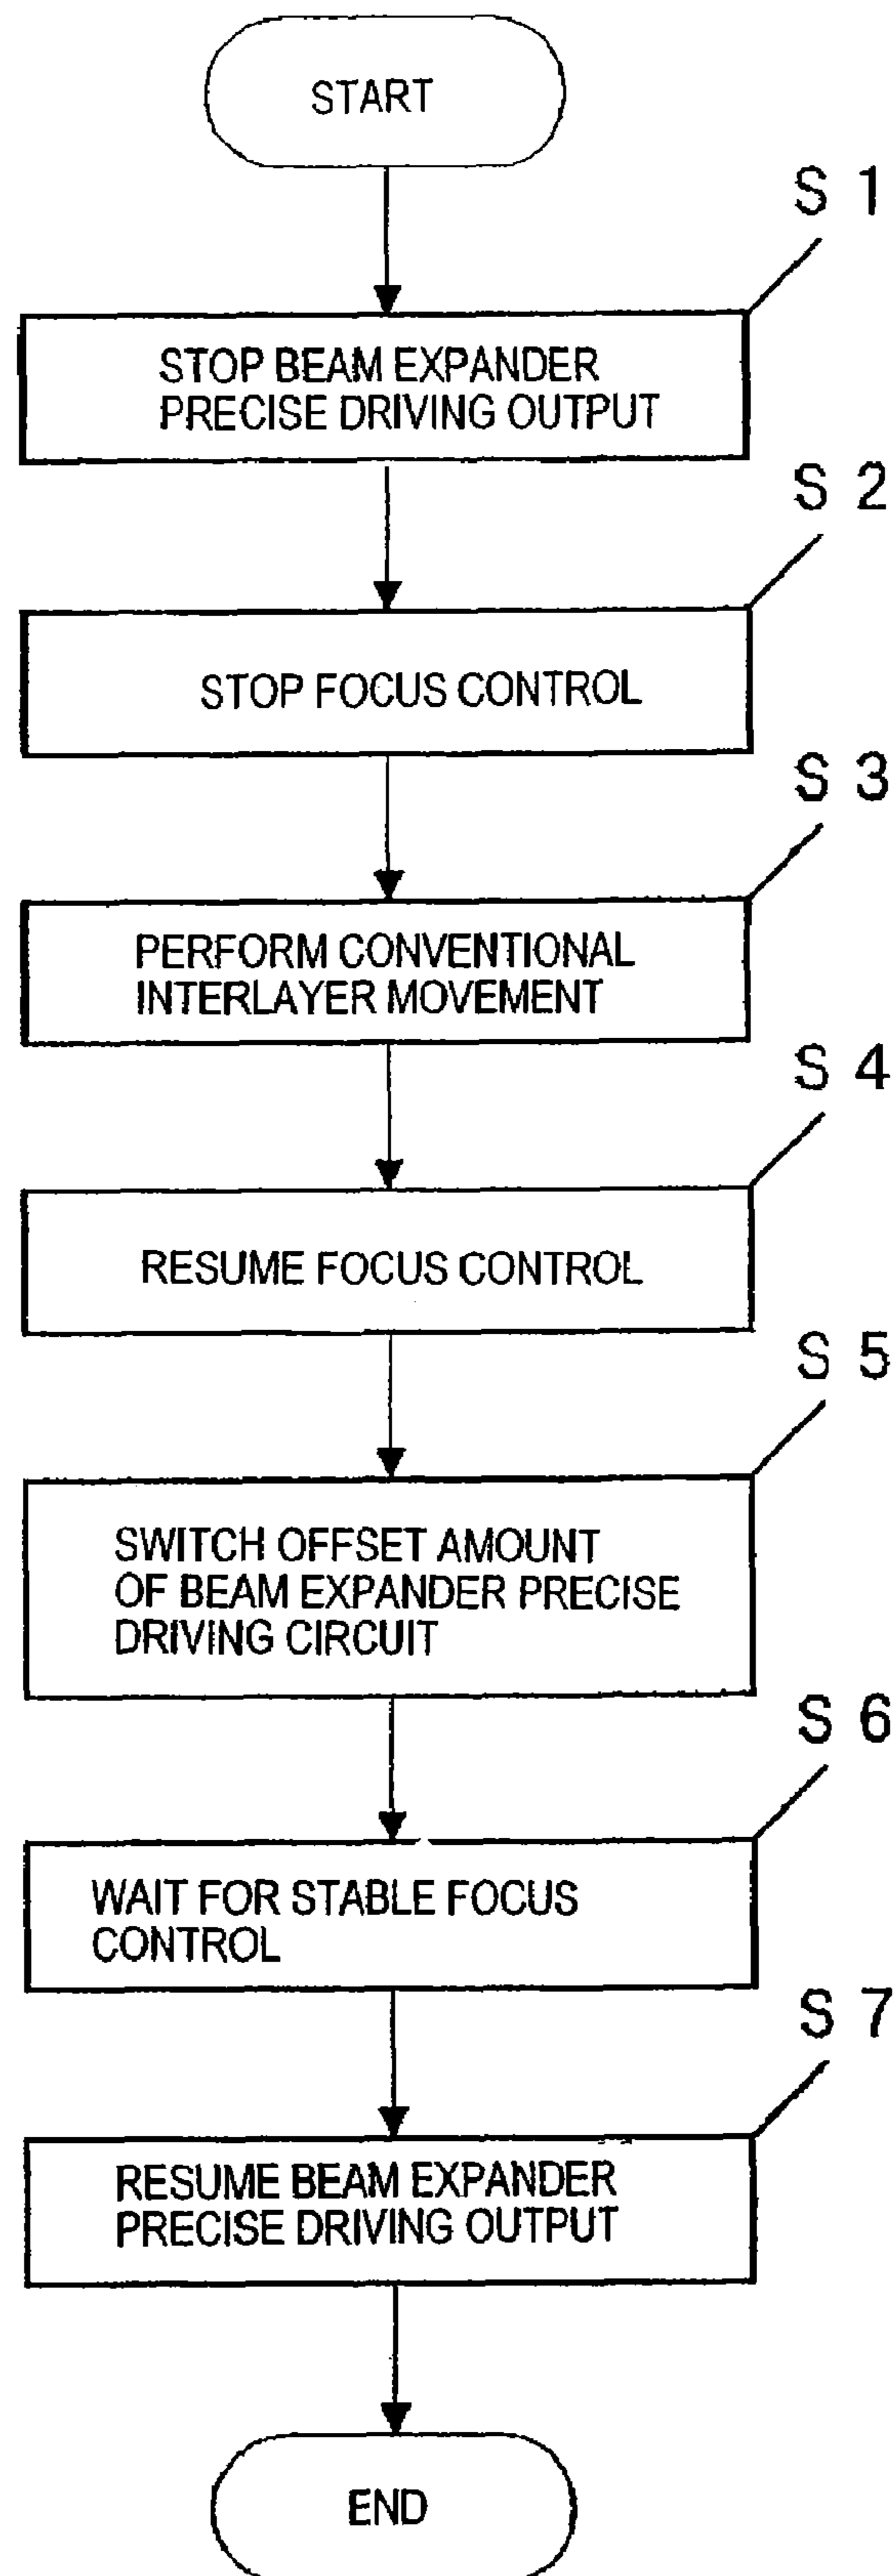 START
S 1
STOP BEAM EXPANDER
PRECISE DRIVING OUTPUT
S 2
STOP FOCUS CONTROL
S 3
PERFORM CONVENTIONAL
INTERLAYER MOVEMENT
S 4
RESUME FOCUS CONTROL
S 5
SWITCH OFFSET AMOUNT
OF BEAM EXPANDER PRECISE
DRIVING CIRCUIT
S 6
WAIT FOR STABLE FOCUS
CONTROL
S 7
RESUME BEAM EXPANDER
PRECISE DRIVING OUTPUT
END